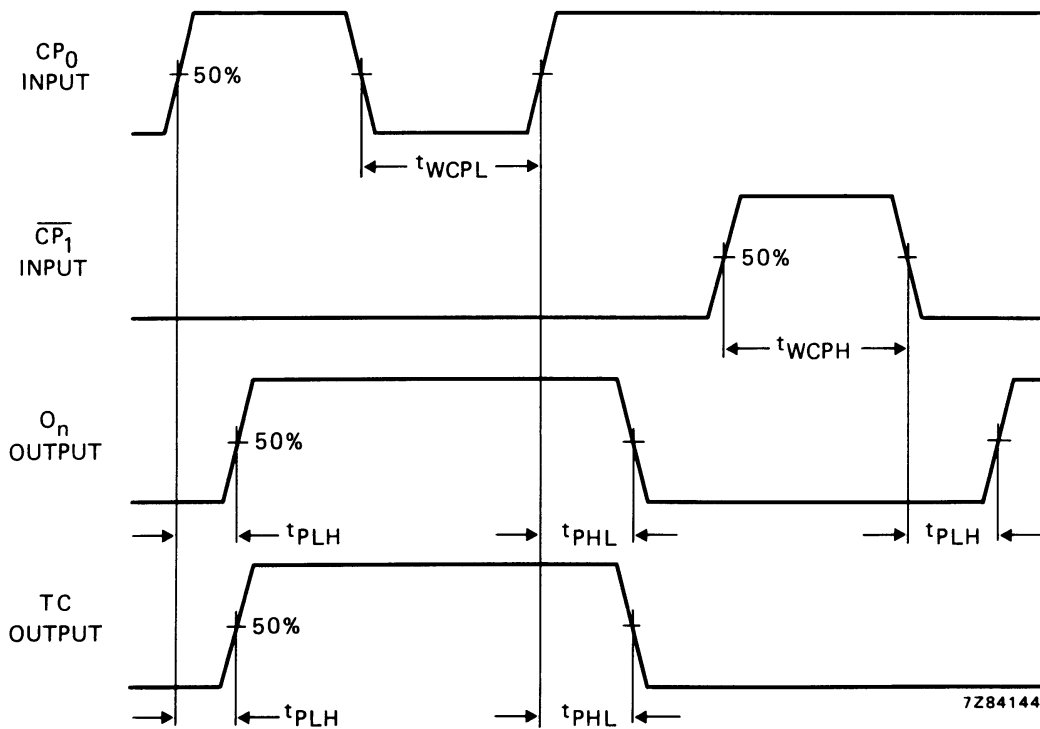 CP0
INPUT
50%
tWCPL
CP1
INPUT
50%
tWCPH
On
OUTPUT
50%
tPLH
tPHL
tPLH
TC
OUTPUT
50%
tPLH
tPHL
7Z84144